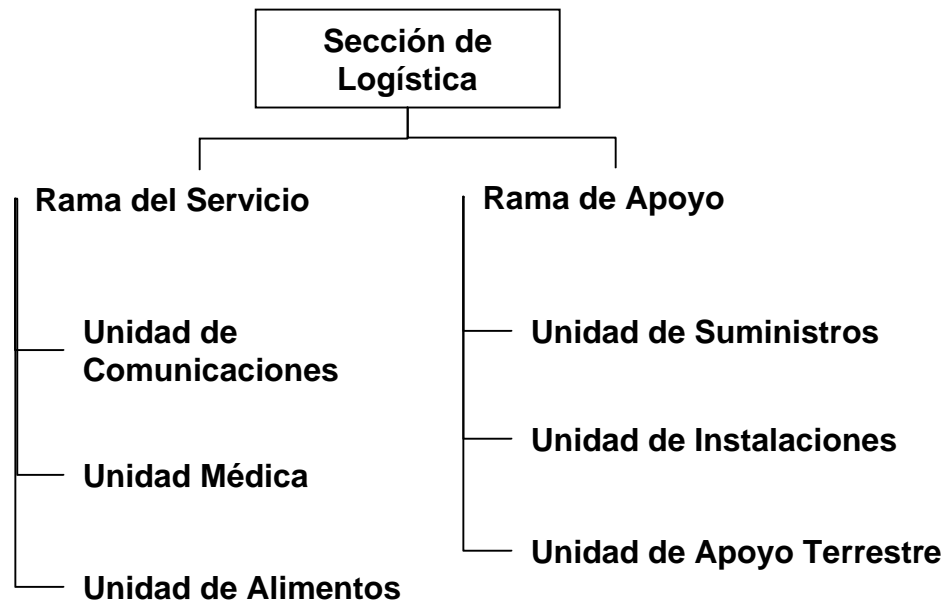 Sección de
Logística
Rama del Servicio
Unidad de
Comunicaciones
Unidad Médica
Unidad de Alimentos
Rama de Apoyo
Unidad de Suministros
Unidad de Instalaciones
Unidad de Apoyo Terrestre